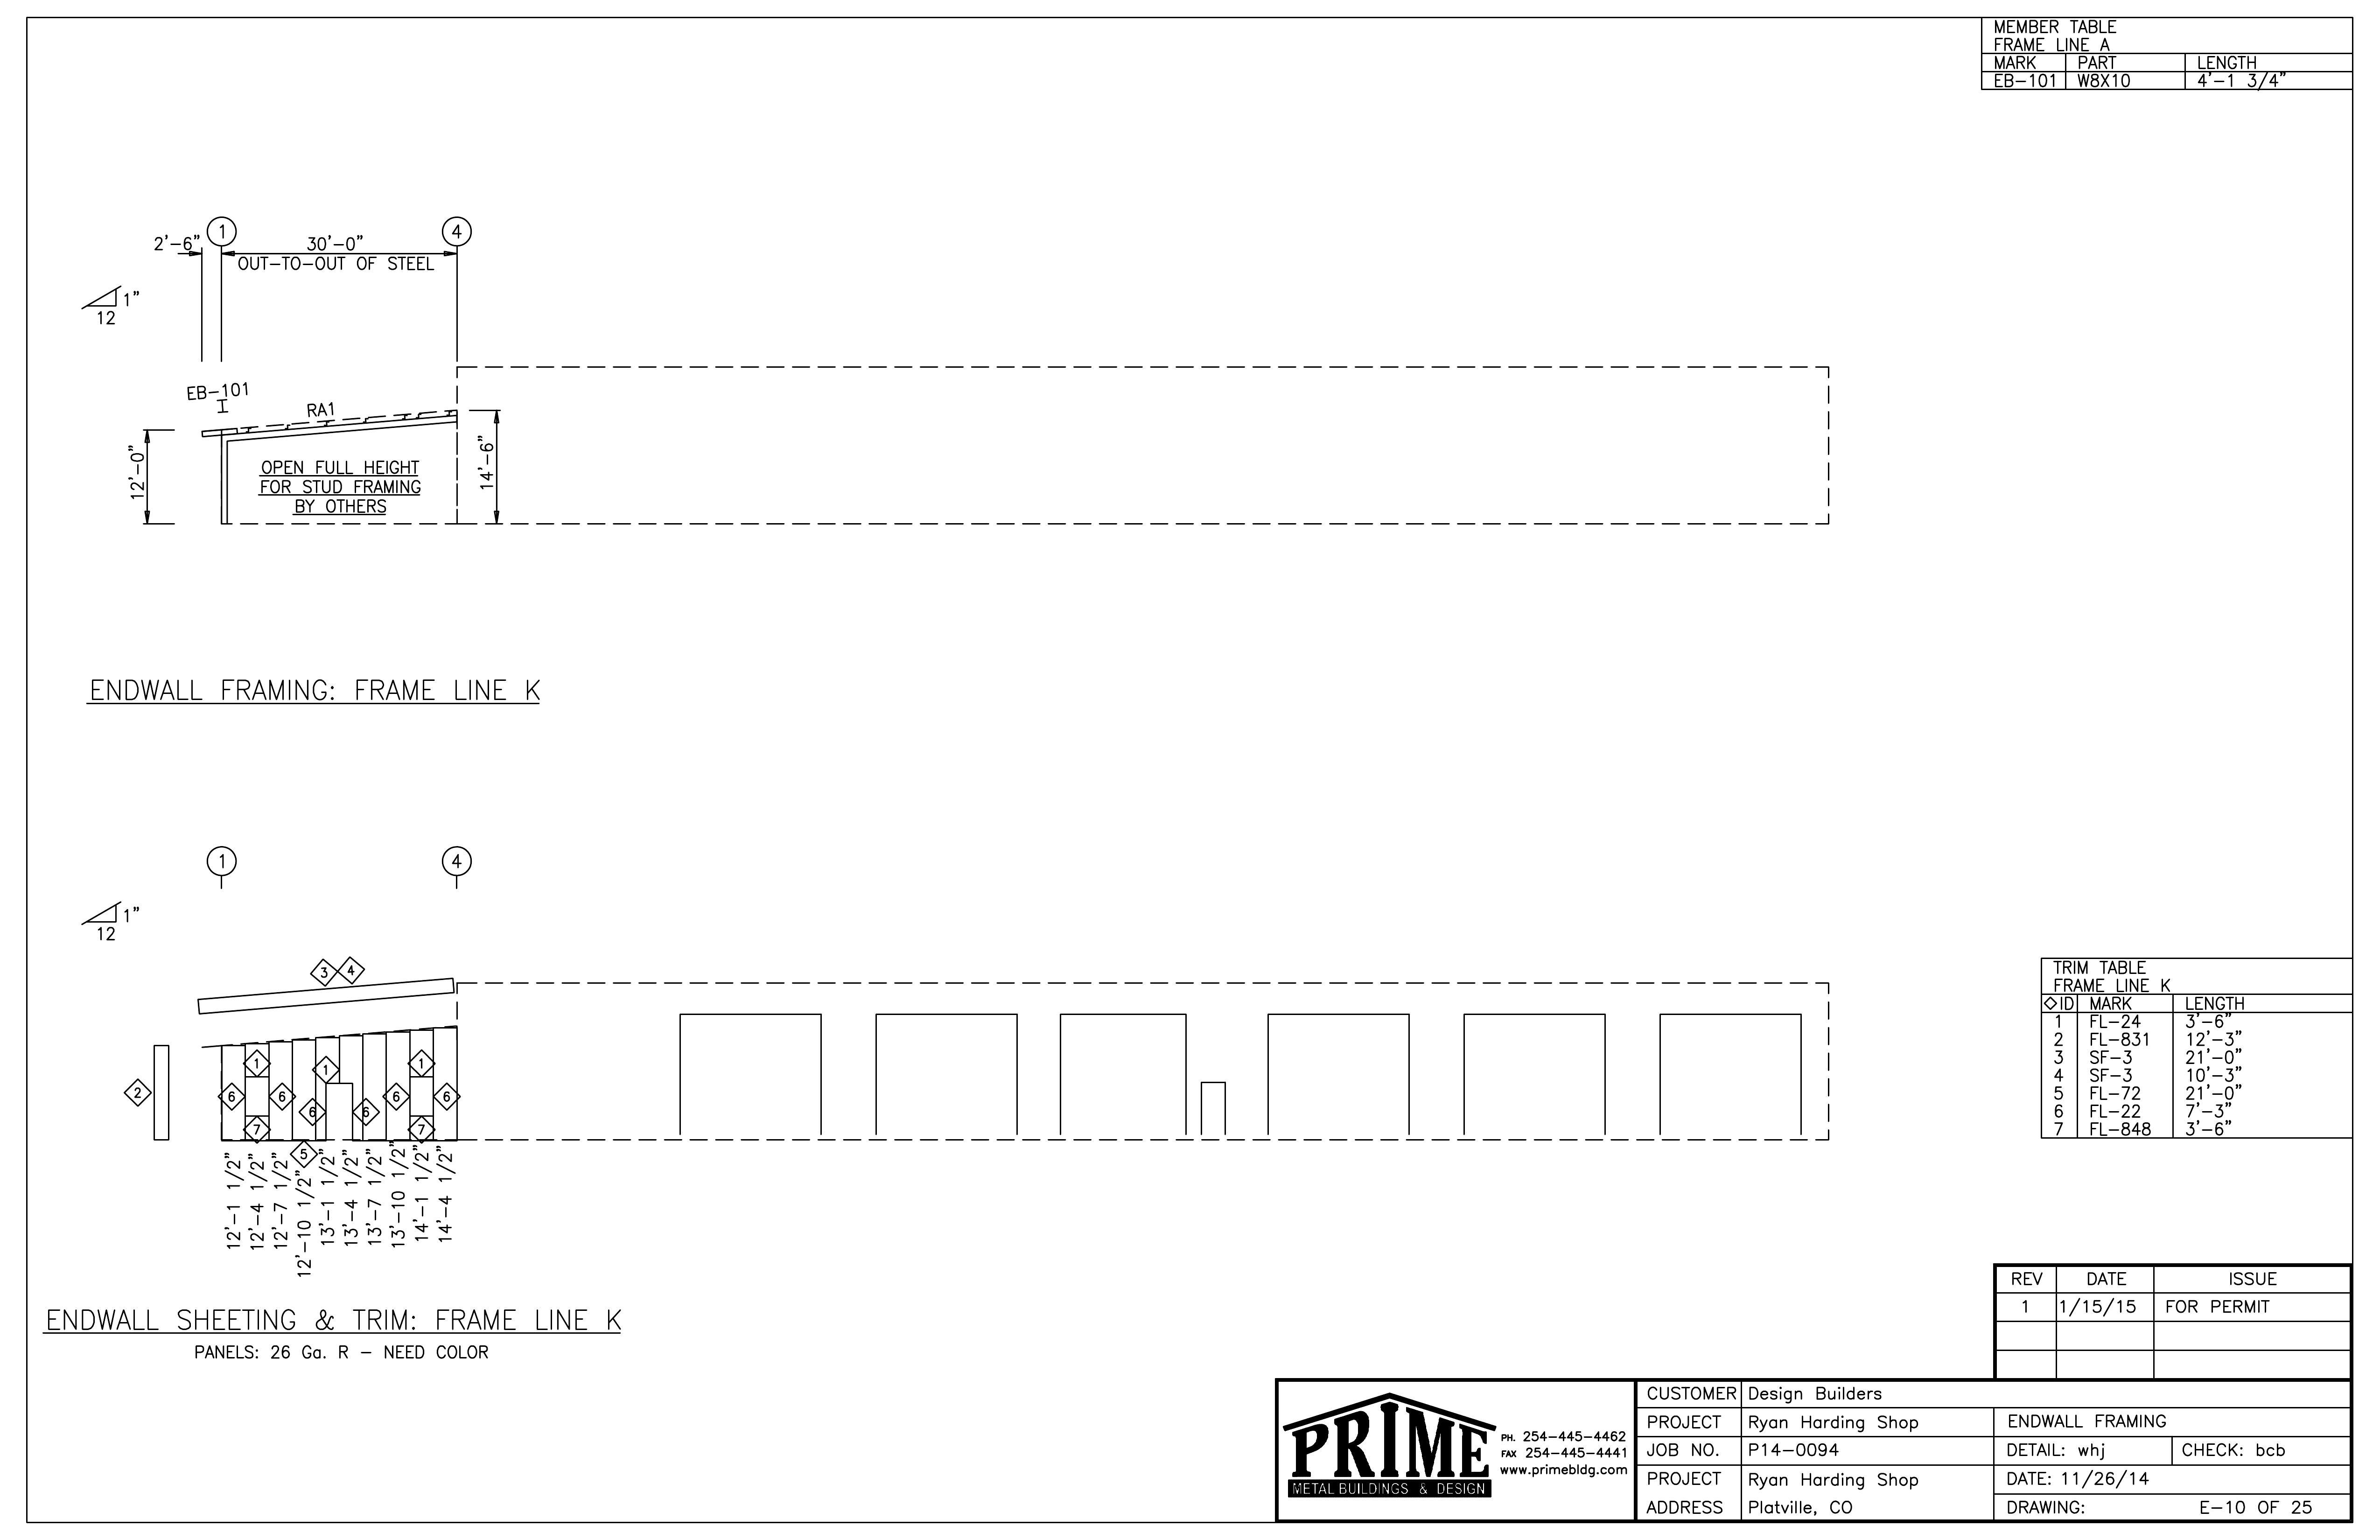 MEMBER TABLE
FRAME LINE A
MARK PART LENGTH
EB-101 W8X10 4'-1 3/4"
1 4
2'-6" 30'-0"
OUT-TO-OUT OF STEEL
1"
12
EB-101
RA1
12'-0"
14'-6"
OPEN FULL HEIGHT
FOR STUD FRAMING
BY OTHERS
ENDWALL FRAMING: FRAME LINE K
1 4
1"
12
3 4
1 1 1
2 6 6 6 6 6 6
7 7
5
12'-1 1/2"
12'-4 1/2"
12'-7 1/2"
12'-10 1/2"
13'-1 1/2"
13'-4 1/2"
13'-7 1/2"
13'-10 1/2"
14'-1 1/2"
14'-4 1/2"
TRIM TABLE
FRAME LINE K
ID MARK LENGTH
1 FL-24 3'-6"
2 FL-831 12'-3"
3 SF-3 21'-0"
4 SF-3 10'-3"
5 FL-72 21'-0"
6 FL-22 7'-3"
7 FL-848 3'-6"
ENDWALL SHEETING & TRIM: FRAME LINE K
PANELS: 26 Ga. R - NEED COLOR
REV DATE ISSUE
1 1/15/15 FOR PERMIT
PRIME
METAL BUILDINGS & DESIGN
PH. 254-445-4462
FAX 254-445-4441
www.primebldg.com
CUSTOMER Design Builders
PROJECT Ryan Harding Shop ENDWALL FRAMING
JOB NO. P14-0094 DETAIL: whj CHECK: bcb
PROJECT Ryan Harding Shop DATE: 11/26/14
ADDRESS Platville, CO DRAWING: E-10 OF 25